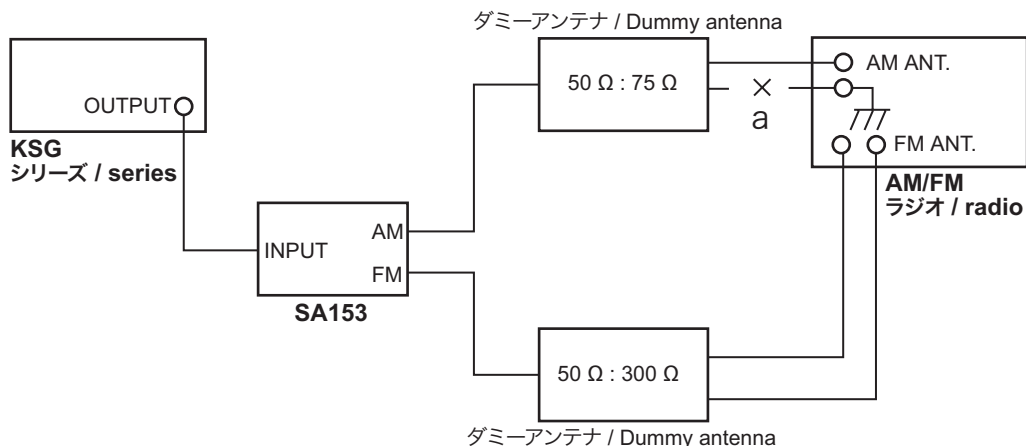 ダミーアンテナ / Dummy antenna
50 Ω : 75 Ω
AM ANT.
OUTPUT
a
KSG
シリーズ / series
FM ANT.
AM/FM
ラジオ / radio
INPUT
AM
FM
SA153
50 Ω : 300 Ω
ダミーアンテナ / Dummy antenna